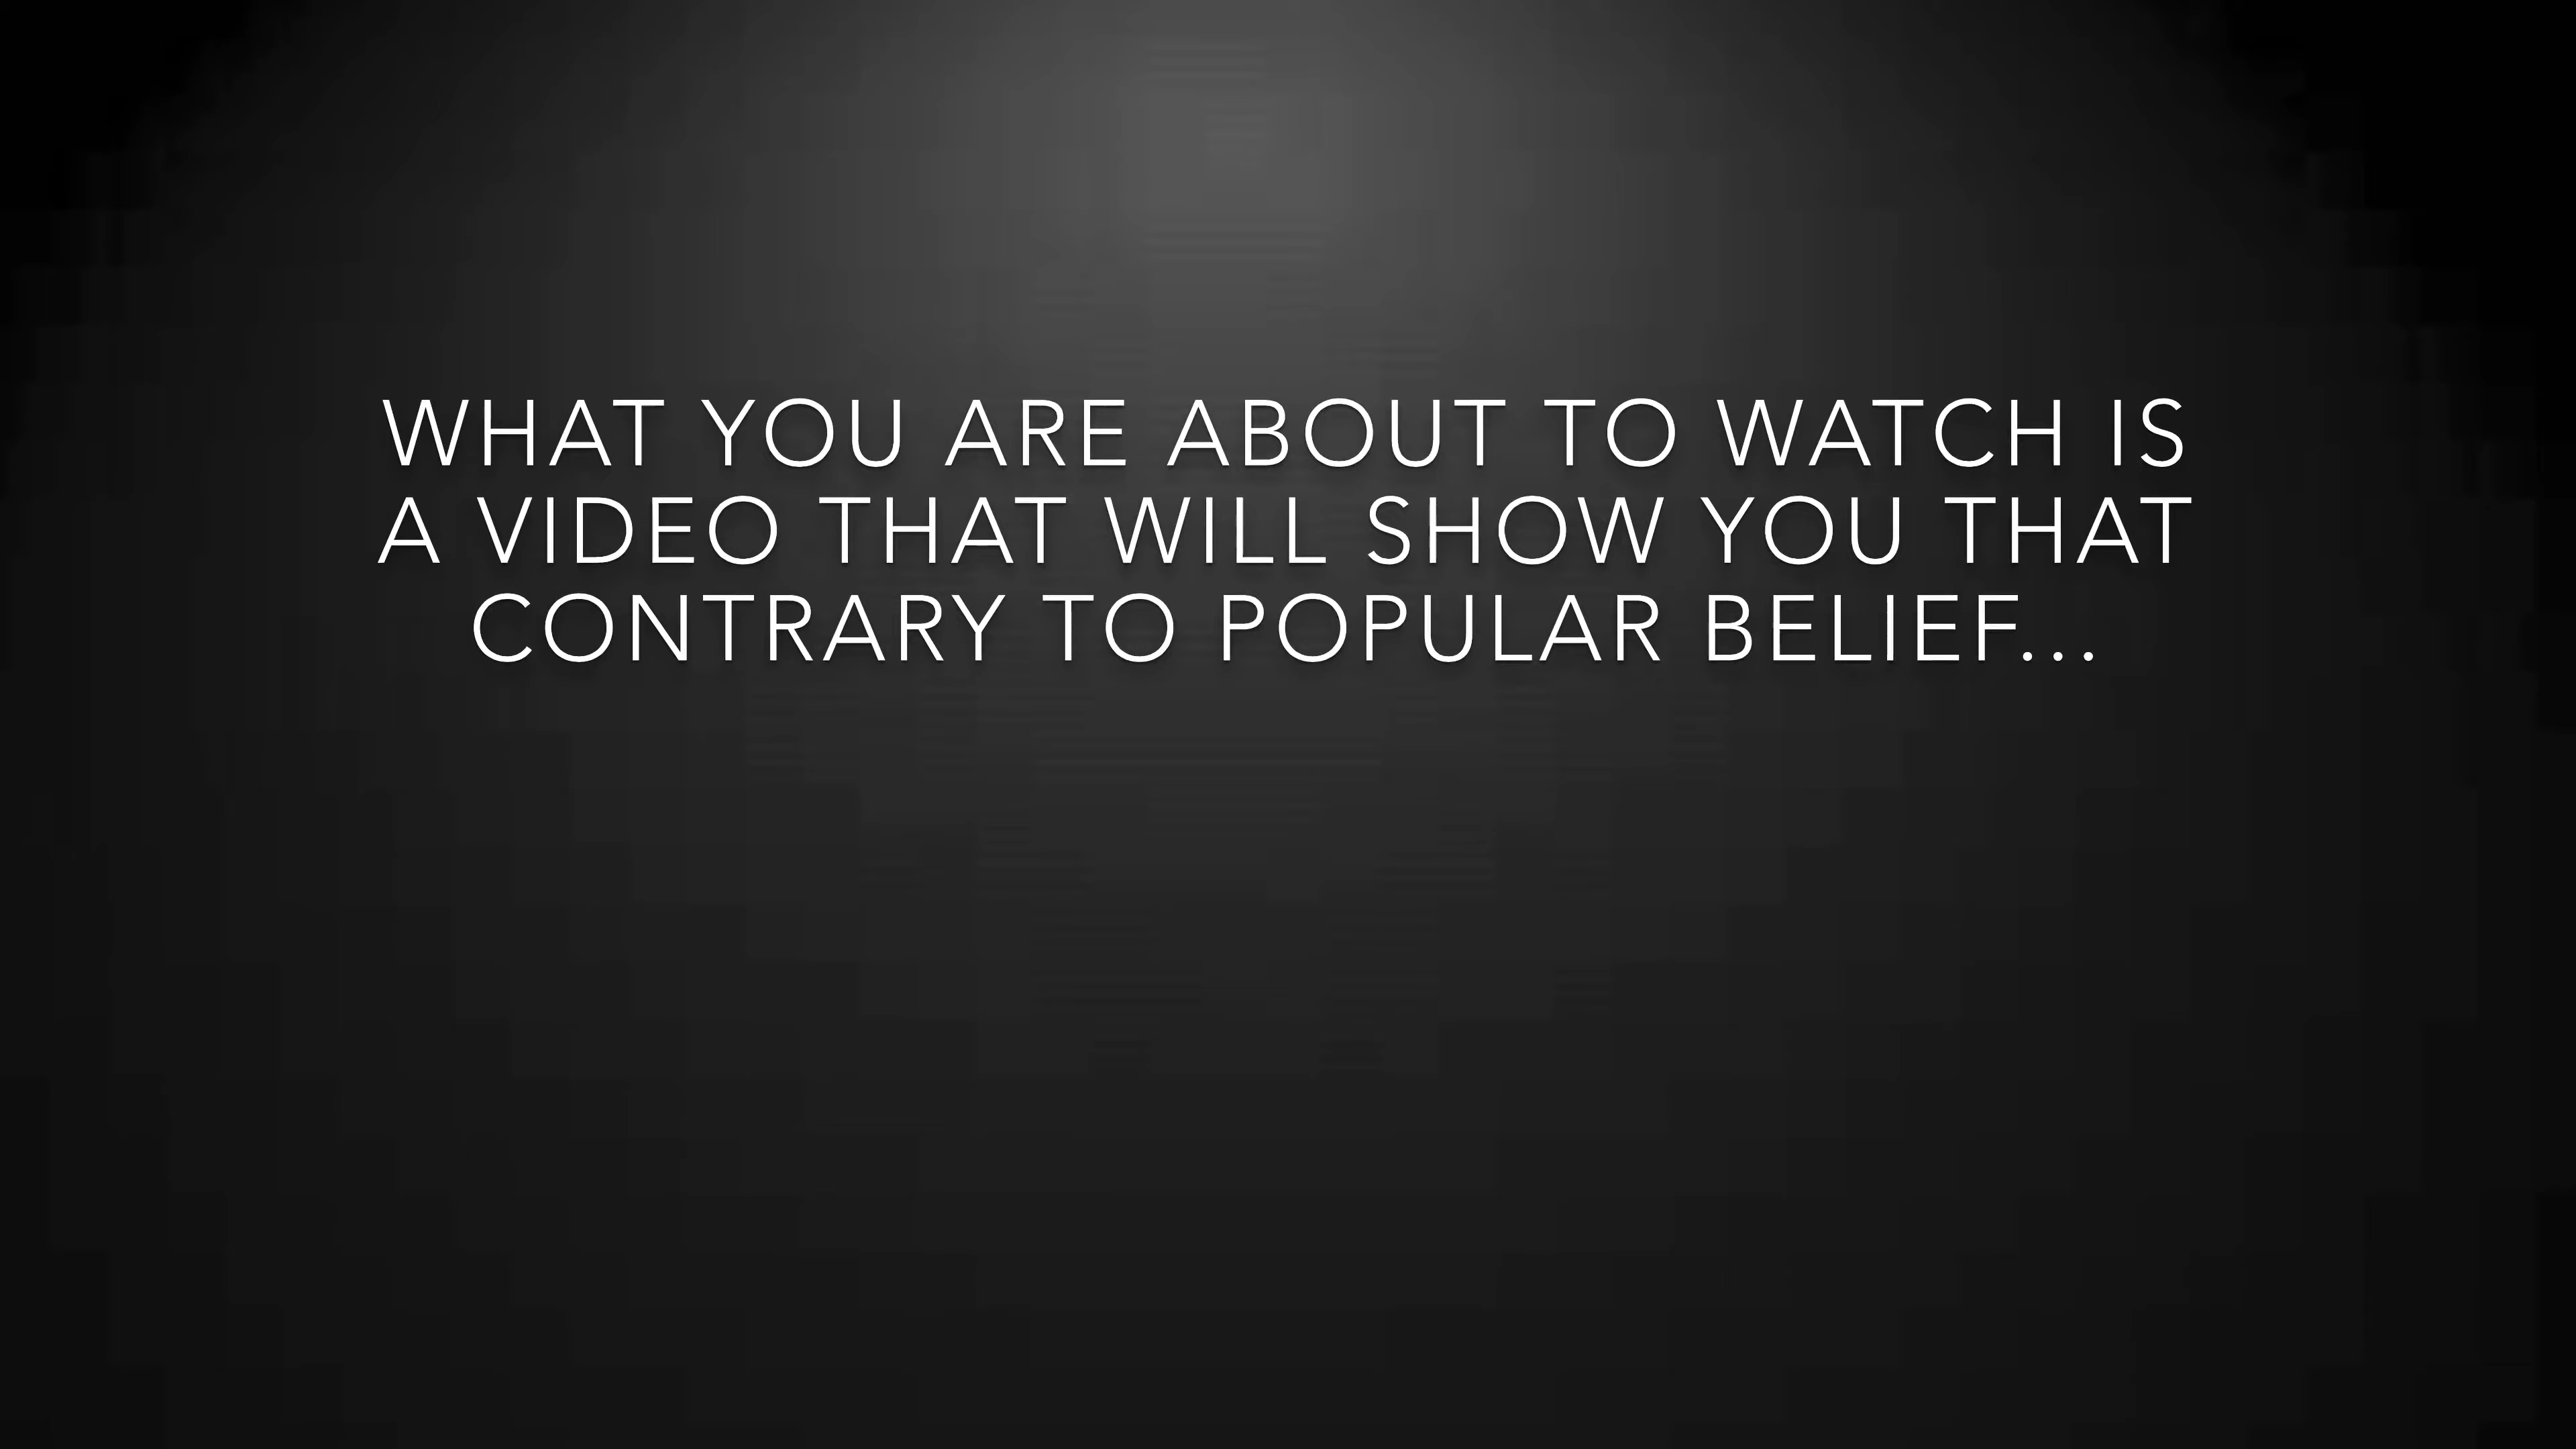 WHAT YOU ARE ABOUT TO WATCH IS
A VIDEO THAT WILL SHOW YOU THAT
CONTRARY TO POPULAR BELIEF...